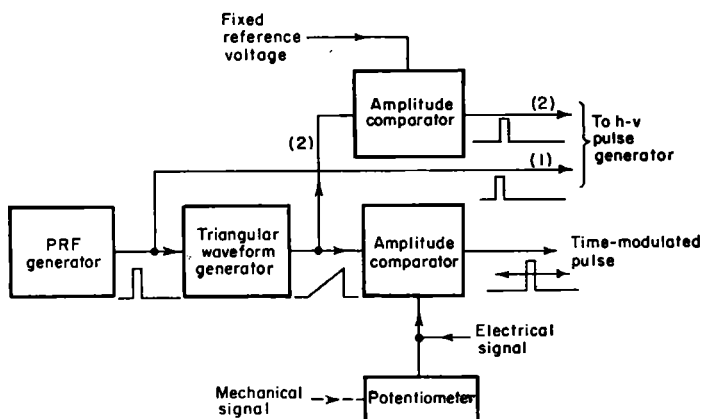 Fixed
reference
voltage
Amplitude
comparator
(2)
(2)
To h-v
pulse
generator
(1)
PRF
generator
Triangular
waveform
generator
Amplitude
comparator
Time-modulated
pulse
Electrical
signal
Mechanical
signal
Potentiometer